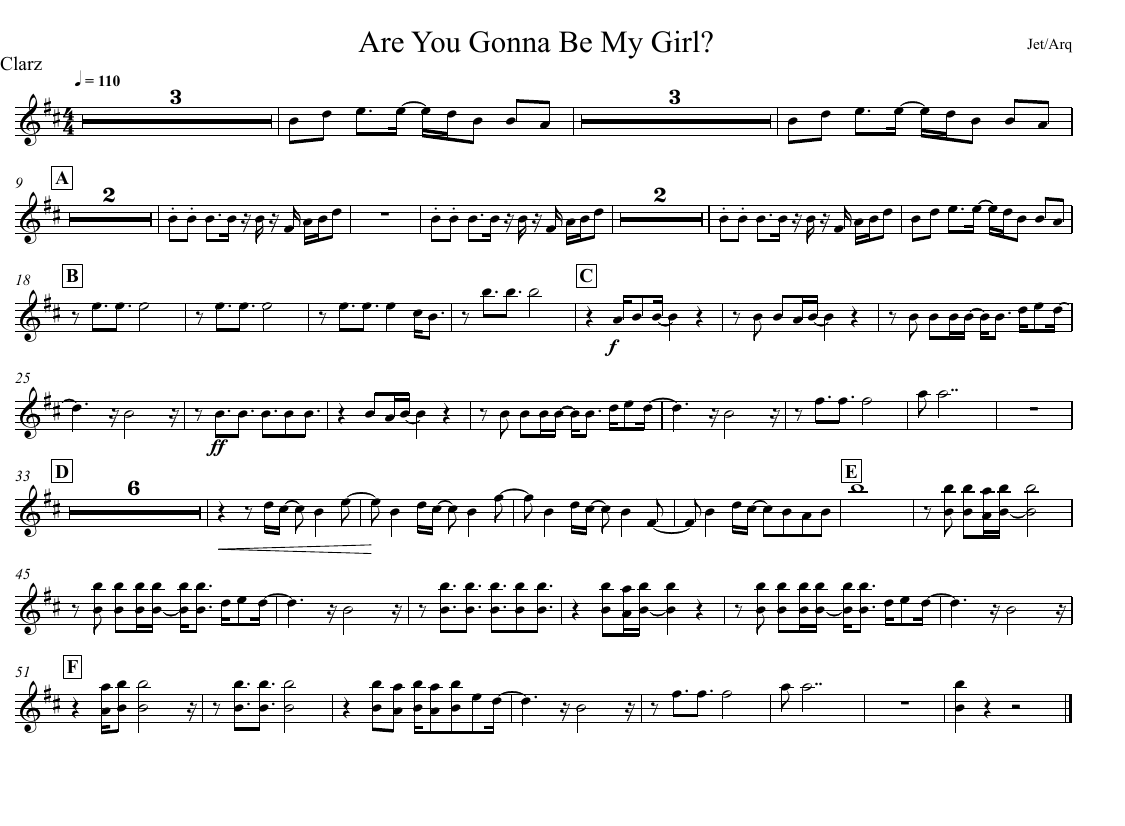 Are You Gonna Be My Girl?
Jet/Arq
Clarz
♩ = 110
3
3
9
A
2
2
18
B
C
f
25
ff
33
D
6
E
45
51
F